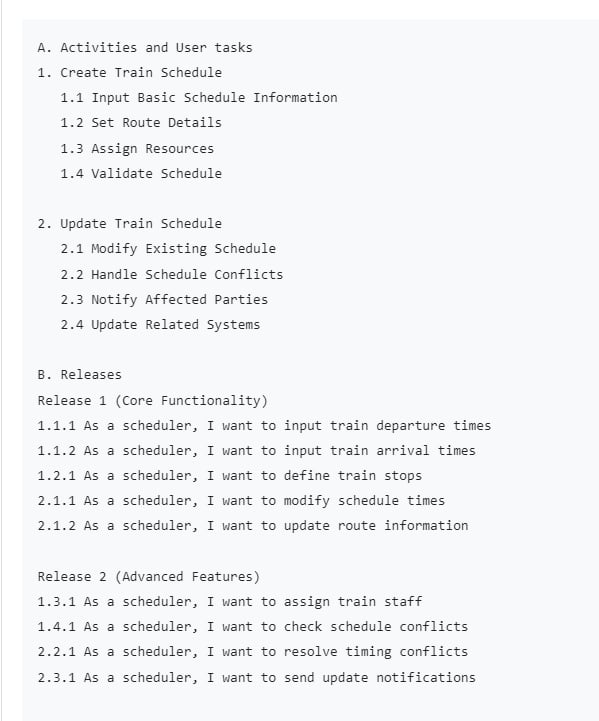 A. Activities and User tasks
1. Create Train Schedule
1.1 Input Basic Schedule Information
1.2 Set Route Details
1.3 Assign Resources
1.4 Validate Schedule
2. Update Train Schedule
2.1 Modify Existing Schedule
2.2 Handle Schedule Conflicts
2.3 Notify Affected Parties
2.4 Update Related Systems
B. Releases
Release 1 (Core Functionality)
1.1.1 As a scheduler, I want to input train departure times
1.1.2 As a scheduler, I want to input train arrival times
1.2.1 As a scheduler, I want to define train stops
2.1.1 As a scheduler, I want to modify schedule times
2.1.2 As a scheduler, I want to update route information
Release 2 (Advanced Features)
1.3.1 As a scheduler, I want to assign train staff
1.4.1 As a scheduler, I want to check schedule conflicts
2.2.1 As a scheduler, I want to resolve timing conflicts
2.3.1 As a scheduler, I want to send update notifications